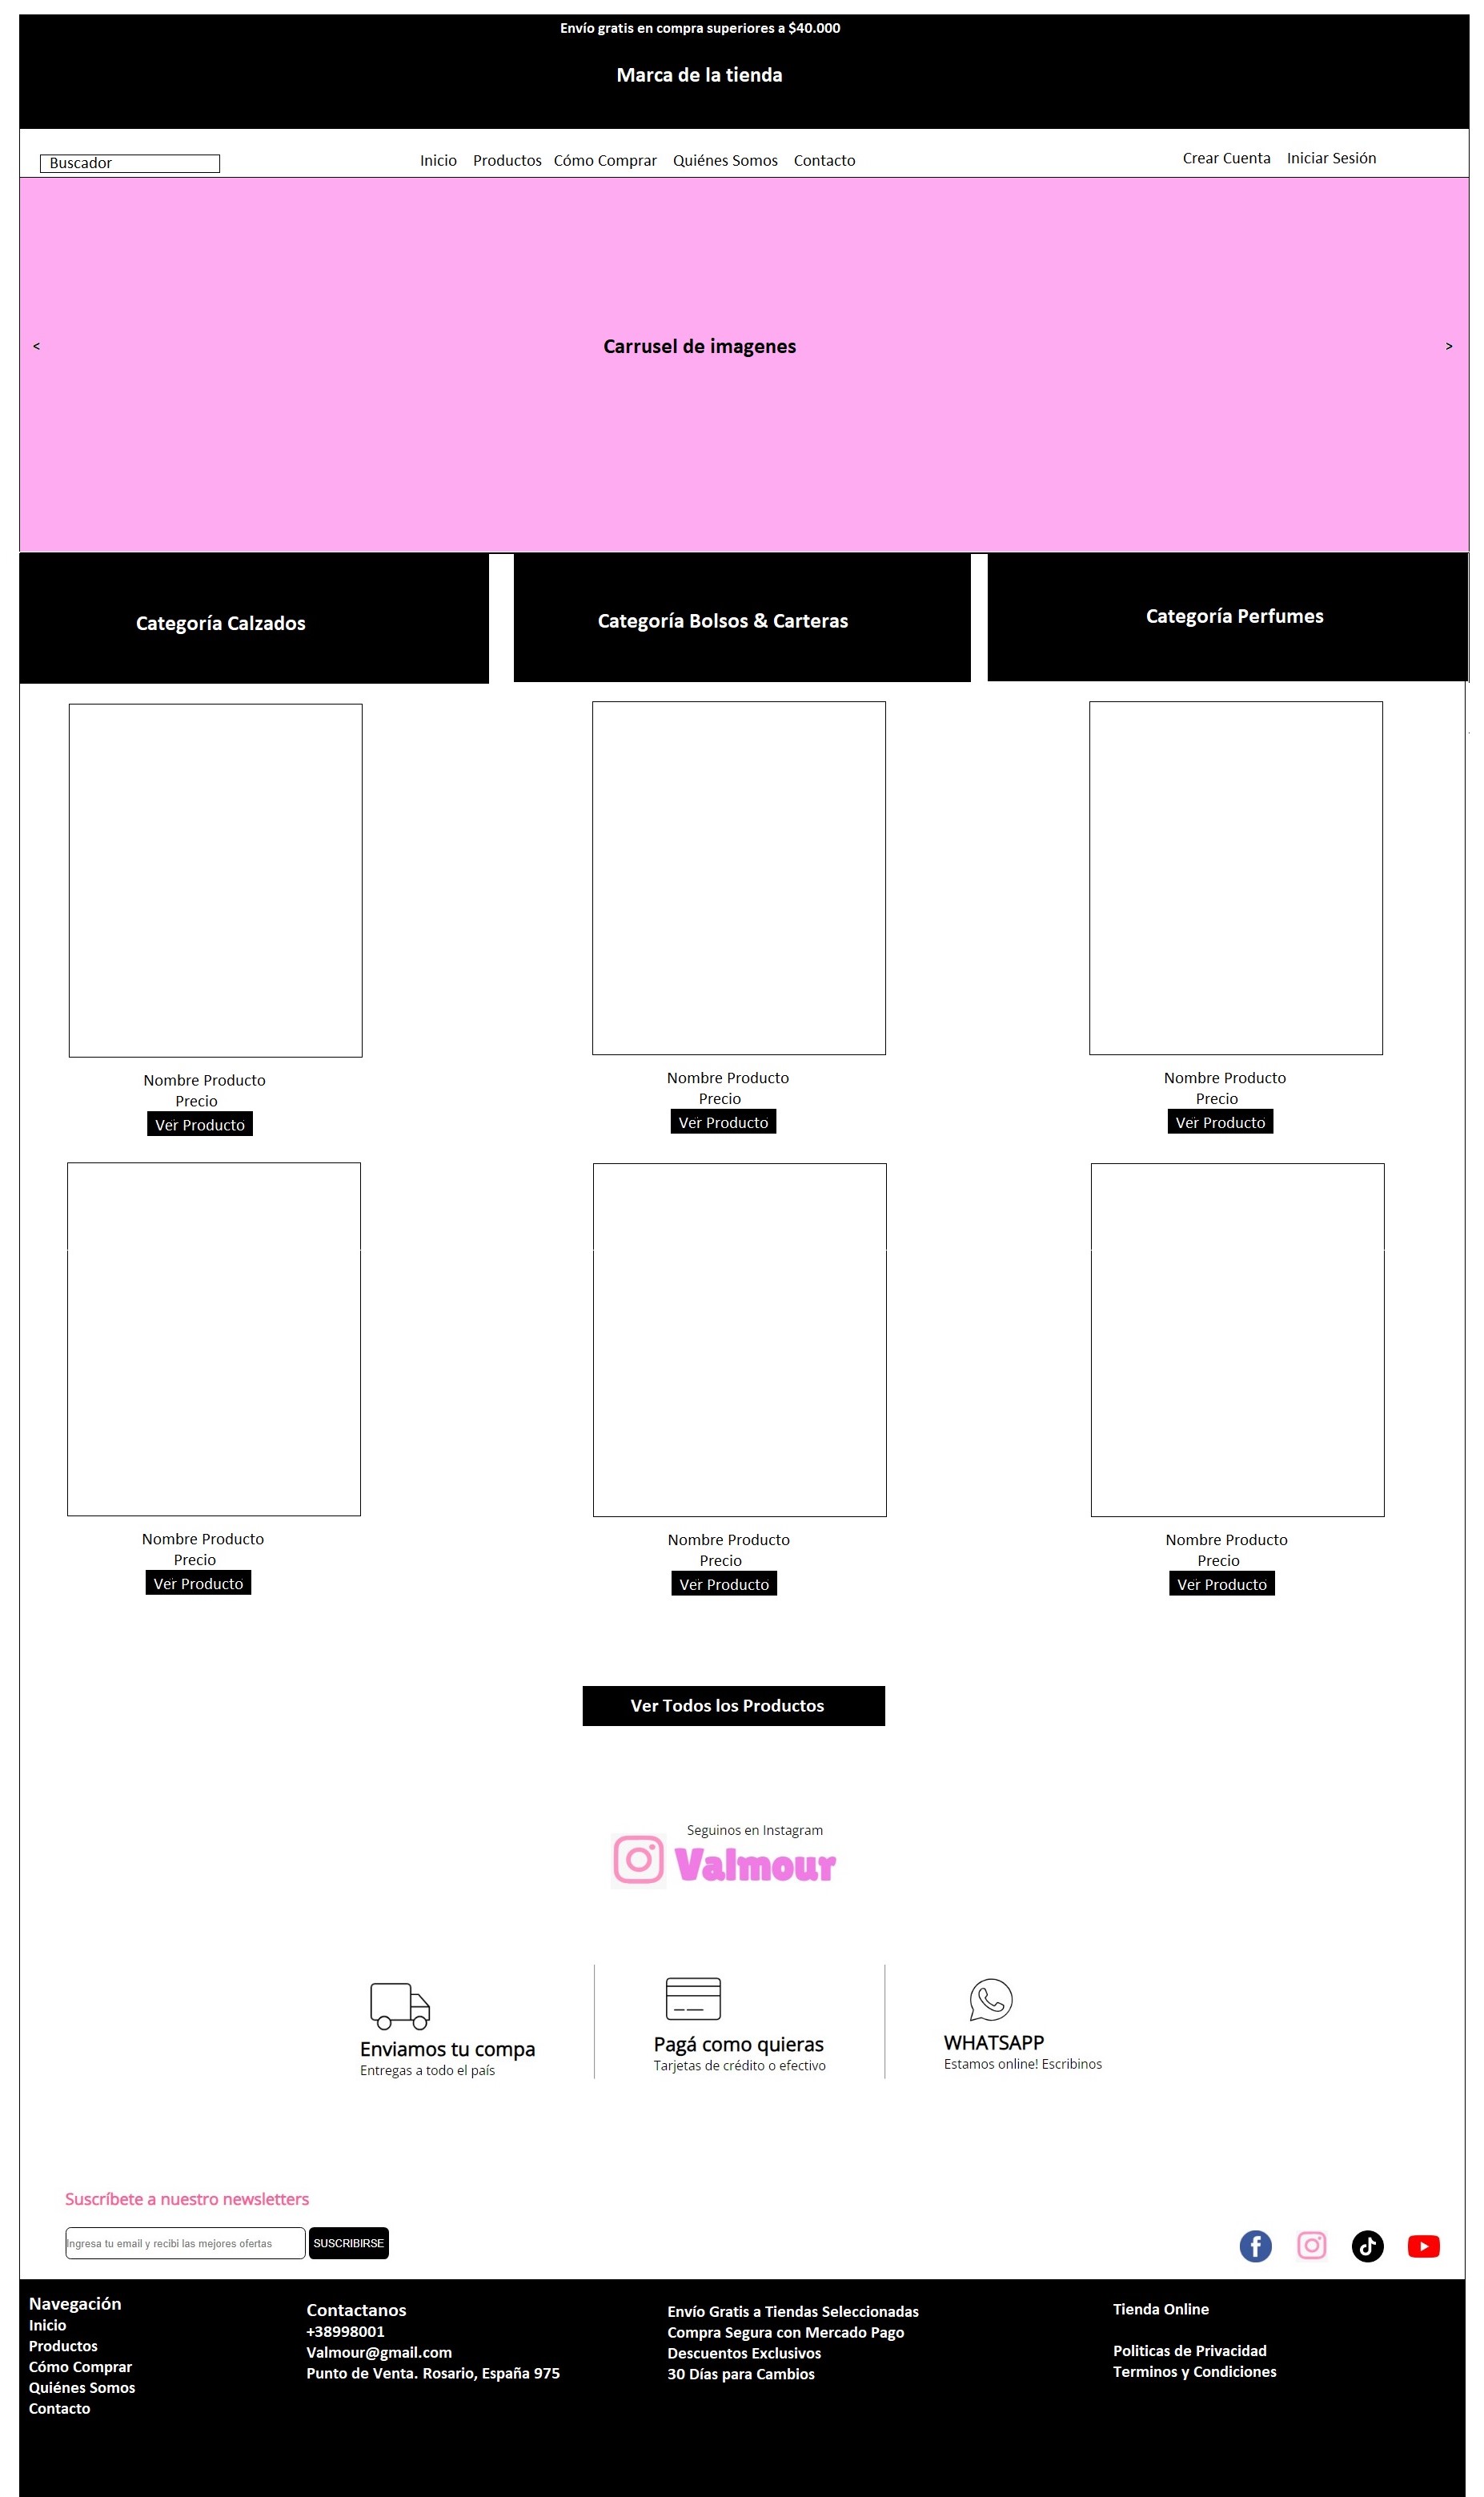 Envío gratis en compra superiores a $40.000
Marca de la tienda
Buscador
Inicio Productos Cómo Comprar Quiénes Somos Contacto
Crear Cuenta Iniciar Sesión
<
Carrusel de imagenes
>
Categoría Calzados
Categoría Bolsos & Carteras
Categoría Perfumes
Nombre Producto
Precio
Ver Producto
Nombre Producto
Precio
Ver Producto
Nombre Producto
Precio
Ver Producto
Nombre Producto
Precio
Ver Producto
Nombre Producto
Precio
Ver Producto
Nombre Producto
Precio
Ver Producto
Ver Todos los Productos
Seguinos en Instagram
Valmour
Enviamos tu compa
Entregas a todo el país
Pagá como quieras
Tarjetas de crédito o efectivo
WHATSAPP
Estamos online! Escribinos
Suscríbete a nuestro newsletters
Ingresa tu email y recibi las mejores ofertas
SUSCRIBIRSE
Navegación
Inicio
Productos
Cómo Comprar
Quiénes Somos
Contacto
Contactanos
+38998001
Valmour@gmail.com
Punto de Venta. Rosario, España 975
Envío Gratis a Tiendas Seleccionadas
Compra Segura con Mercado Pago
Descuentos Exclusivos
30 Días para Cambios
Tienda Online
Politicas de Privacidad
Terminos y Condiciones